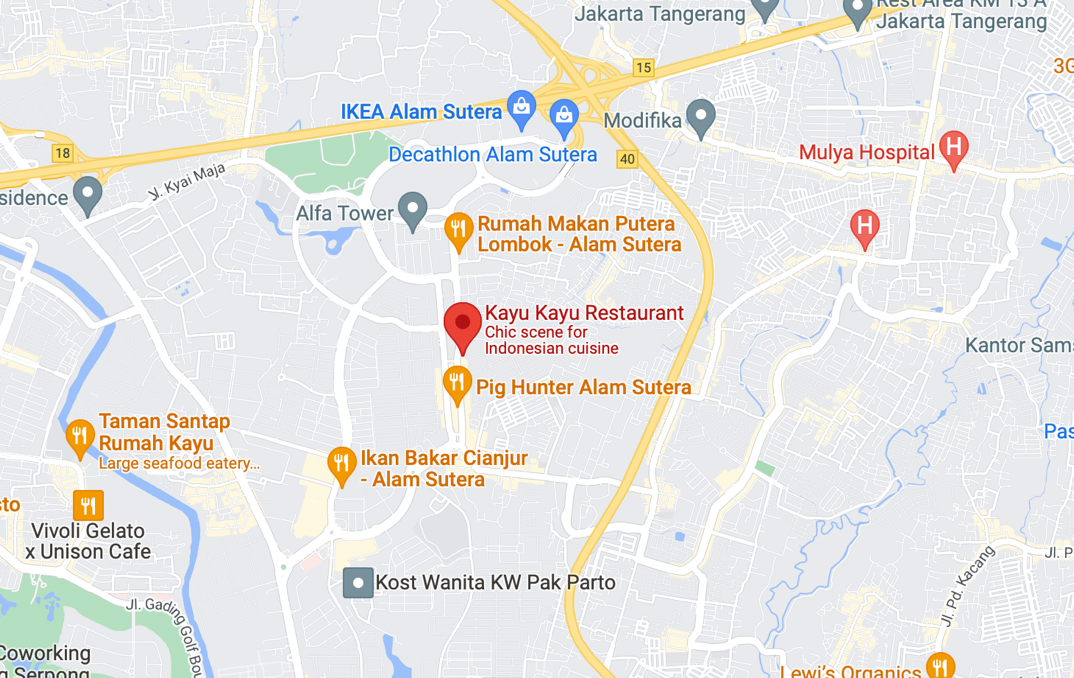 Jakarta Tangerang
Rest Area KM 13 A
Jakarta Tangerang
15
IKEA Alam Sutera
Modifika
Decathlon Alam Sutera
40
Mulya Hospital
H
18
Jl. Kyai Maja
sidence
Alfa Tower
Rumah Makan Putera
Lombok - Alam Sutera
H
Kayu Kayu Restaurant
Chic scene for
Indonesian cuisine
Kantor Sams
Pig Hunter Alam Sutera
Taman Santap
Rumah Kayu
Large seafood eatery...
Pas
Ikan Bakar Cianjur
- Alam Sutera
sto
Vivoli Gelato
x Unison Cafe
Kost Wanita KW Pak Parto
Jl. Pd. Kacang
Jl. P
Jl. Gading Golf Bou
Coworking
g Serpong
Lewi's Organics
3G